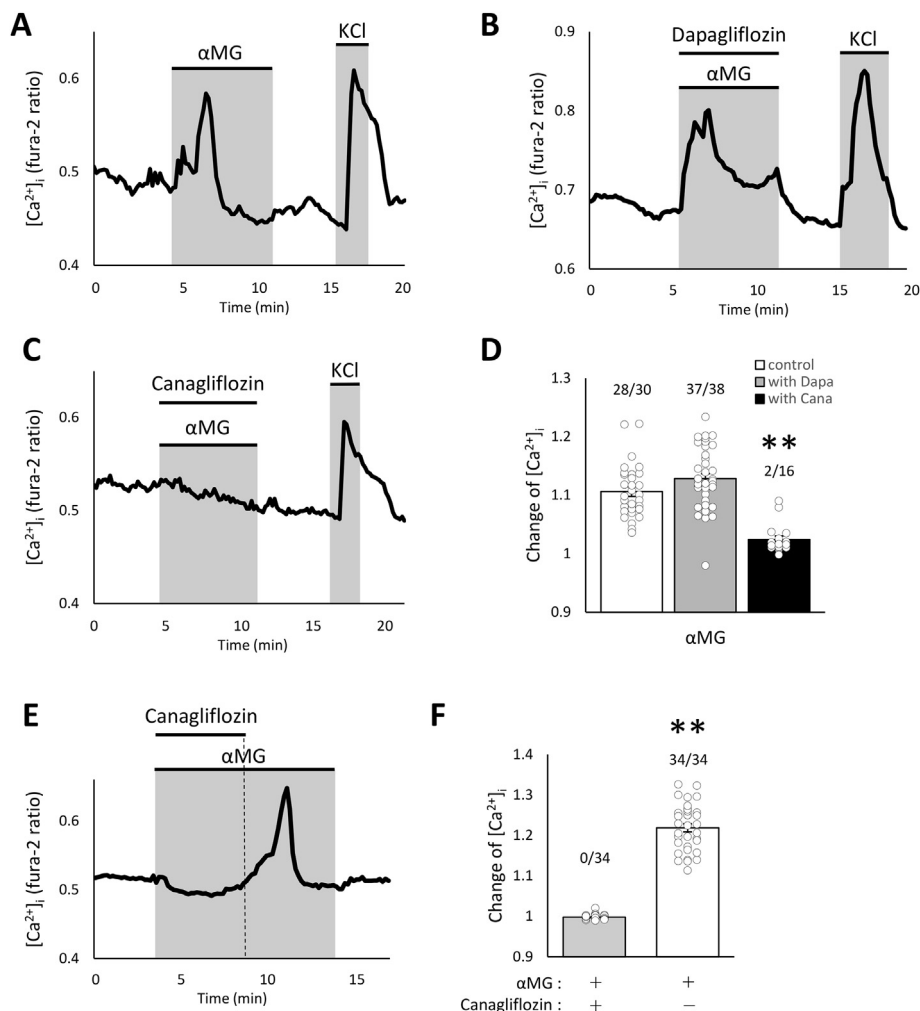 A
αMG
KCl
[Ca²⁺]ᵢ (fura-2 ratio)
0.6
0.5
0.4
0 5 10 15 20
Time (min)
B
Dapagliflozin
αMG
KCl
[Ca²⁺]ᵢ (fura-2 ratio)
0.9
0.8
0.7
0.6
0 5 10 15 20
Time (min)
C
Canagliflozin
αMG
KCl
[Ca²⁺]ᵢ (fura-2 ratio)
0.6
0.5
0.4
0 5 10 15 20
Time (min)
D
control
with Dapa
with Cana
28/30 37/38
**
2/16
Change of [Ca²⁺]ᵢ
1.3
1.2
1.1
1
0.9
αMG
E
Canagliflozin
αMG
[Ca²⁺]ᵢ (fura-2 ratio)
0.6
0.5
0.4
0 5 10 15
Time (min)
F
**
34/34
0/34
Change of [Ca²⁺]ᵢ
1.4
1.3
1.2
1.1
1
0.9
αMG : + +
Canagliflozin : + −